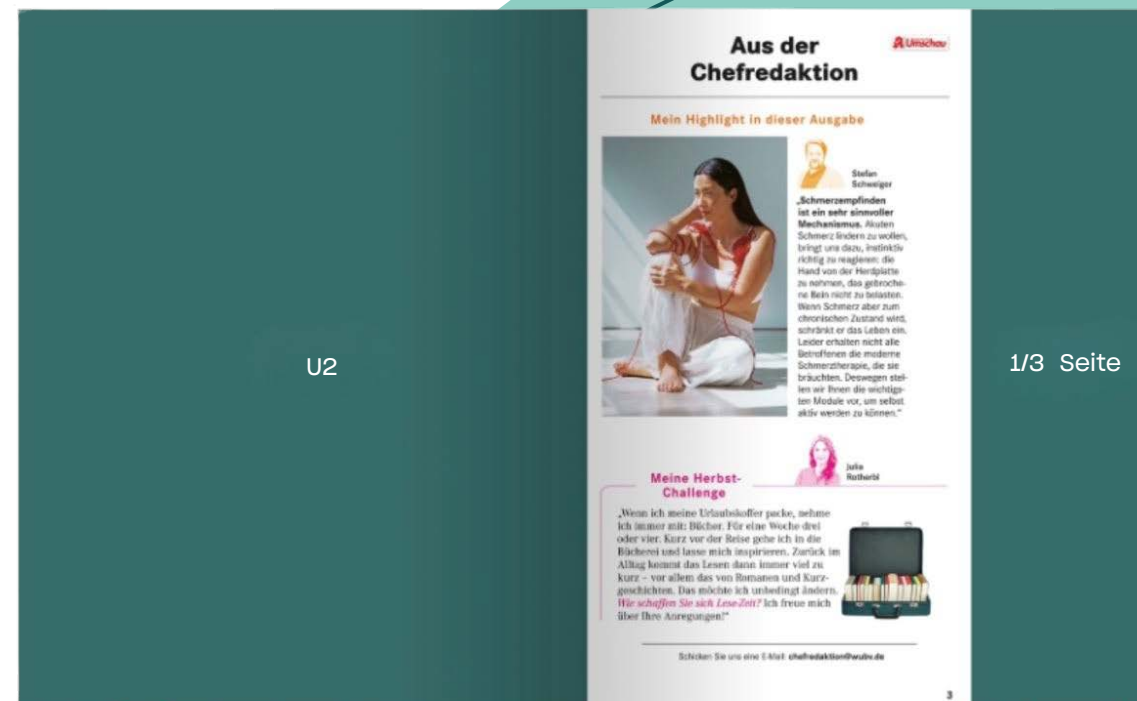 U2
Aus der
Chefredaktion
Umschau
Mein Highlight in dieser Ausgabe
Stefan
Schweiger
„Schmerzempfinden
ist ein sehr sinnvoller
Mechanismus. Akuten
Schmerz lindern zu wollen,
bringt uns dazu, instinktiv
richtig zu reagieren: die
Hand von der Herdplatte
zu nehmen, das gebroche-
ne Bein nicht zu belasten.
Wenn Schmerz aber zum
chronischen Zustand wird,
schränkt er das Leben ein.
Leider erhalten nicht alle
Betroffenen die moderne
Schmerztherapie, die sie
bräuchten. Deswegen stel-
len wir Ihnen die wichtigs-
ten Module vor, um selbst
aktiv werden zu können.“
Julia
Rotherbl
Meine Herbst-
Challenge
„Wenn ich meine Urlaubskoffer packe, nehme
ich immer mit: Bücher. Für eine Woche drei
oder vier. Kurz vor der Reise gehe ich in die
Bücherei und lasse mich inspirieren. Zurück im
Alltag kommt das Lesen dann immer viel zu
kurz – vor allem das von Romanen und Kurz-
geschichten. Das möchte ich unbedingt ändern.
Wie schaffen Sie sich Lese-Zeit? Ich freue mich
über Ihre Anregungen!“
Schicken Sie uns eine E-Mail: chefredaktion@wubv.de
3
1/3 Seite